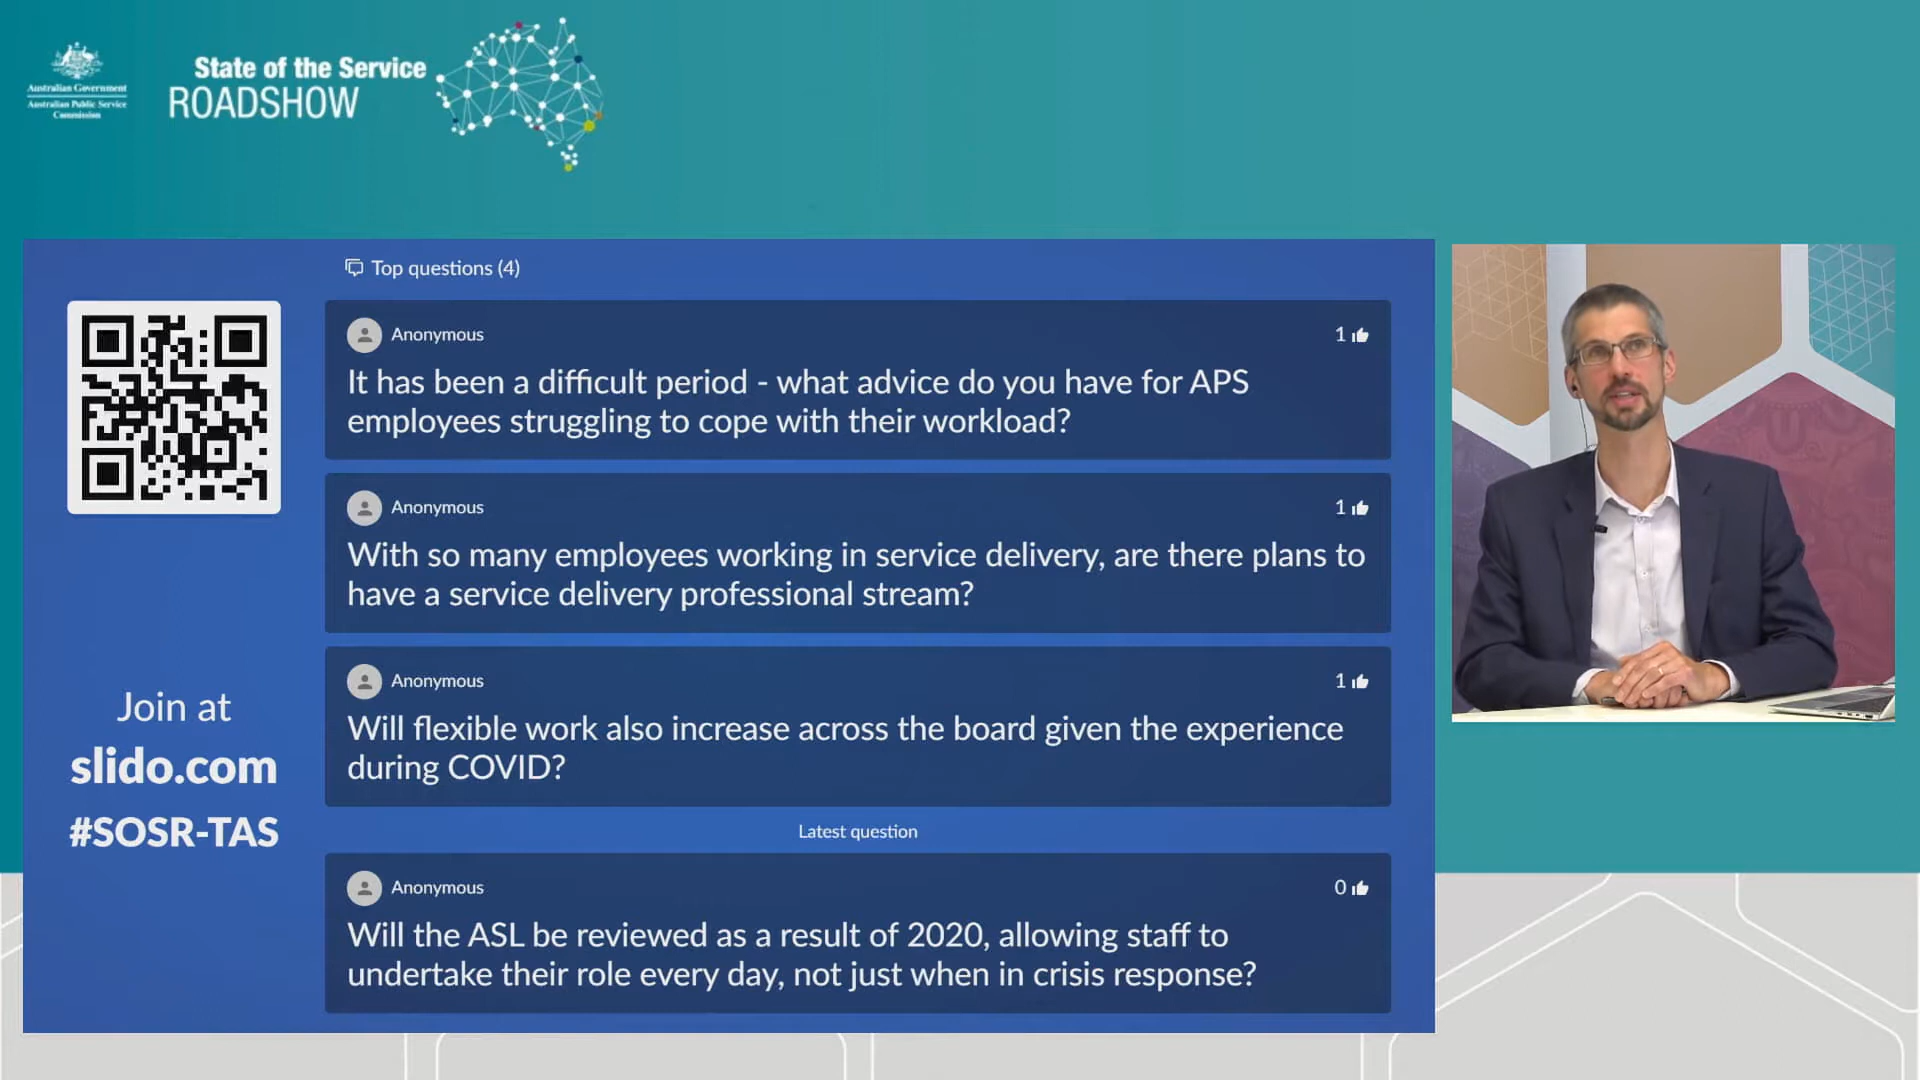 Australian Government
Australian Public Service
Commission
State of the Service
ROADSHOW
Top questions (4)
Anonymous
1
It has been a difficult period - what advice do you have for APS
employees struggling to cope with their workload?
Anonymous
1
With so many employees working in service delivery, are there plans to
have a service delivery professional stream?
Anonymous
1
Will flexible work also increase across the board given the experience
during COVID?
Latest question
Anonymous
0
Will the ASL be reviewed as a result of 2020, allowing staff to
undertake their role every day, not just when in crisis response?
Join at
slido.com
#SOSR-TAS